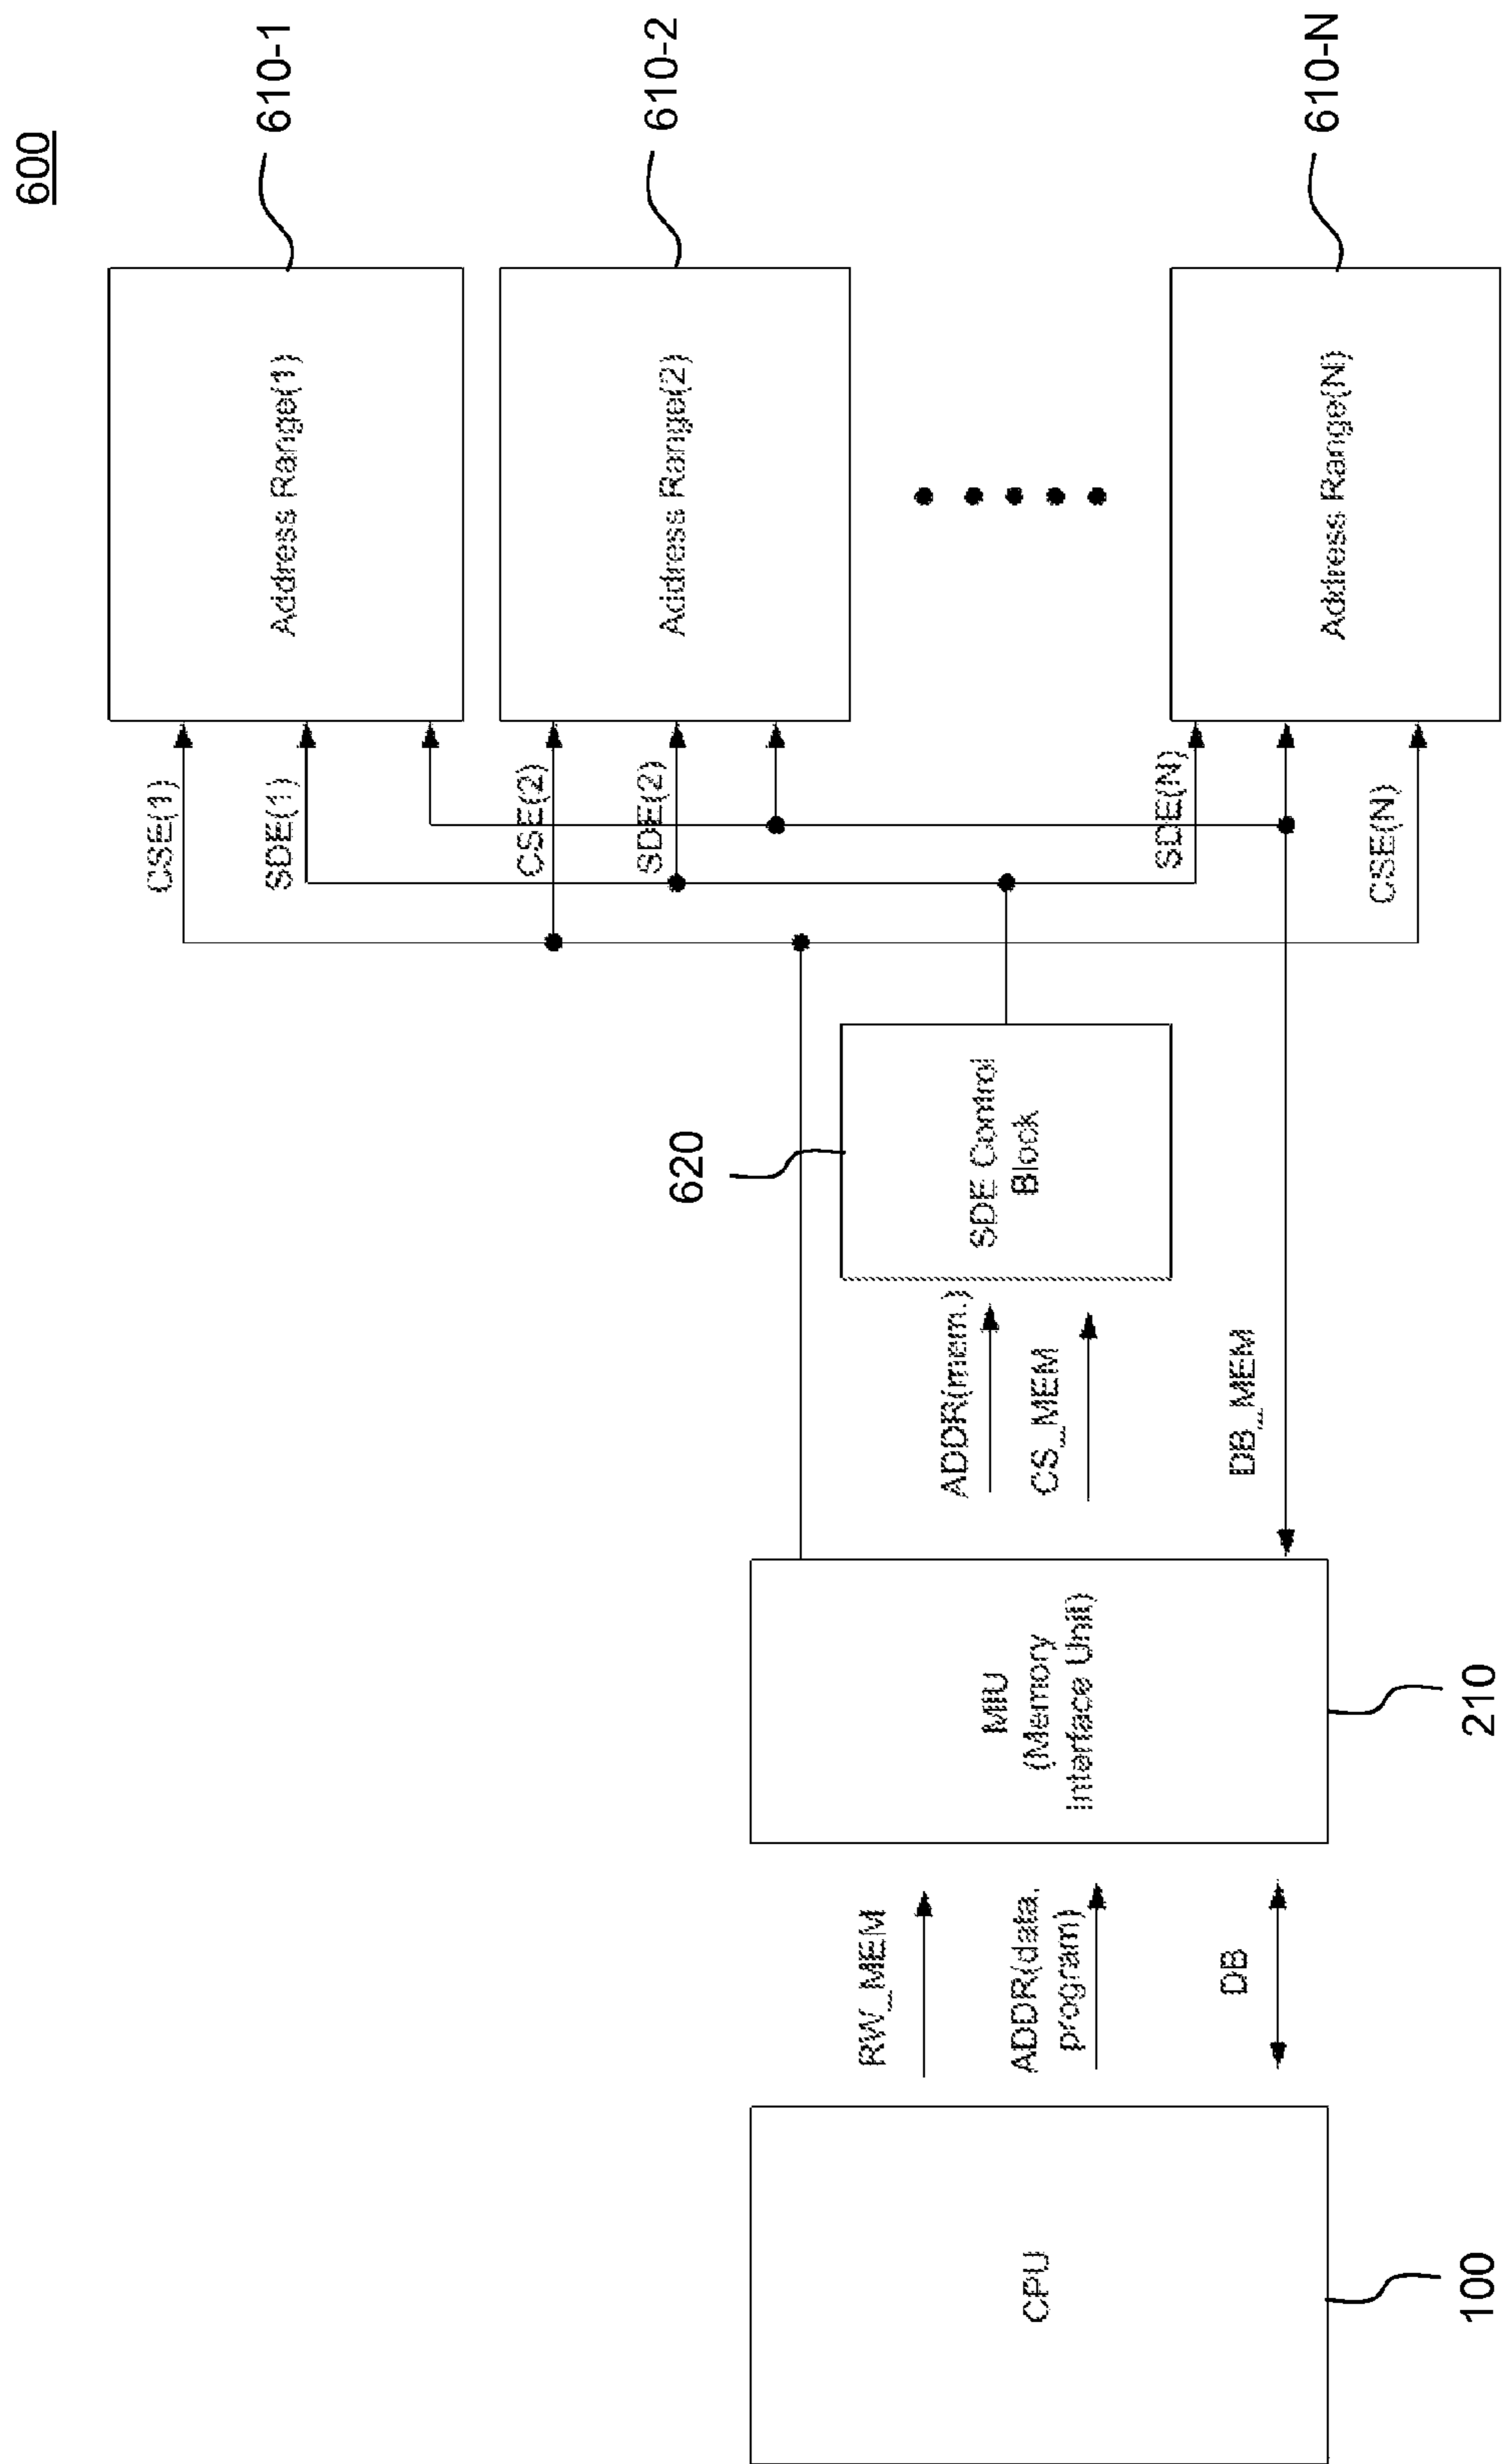 600
610-1
610-2
610-N
Address Range(1)
Address Range(2)
Address Range(N)
CSE(1)
SDE(1)
CSE(2)
SDE(2)
SDE(N)
CSE(N)
620
SDE Control
Block
ADDR(mem.)
CS_MEM
DB_MEM
MIU
(Memory
Interface Unit)
210
RW_MEM
ADDR(data,
program)
DB
CPU
100